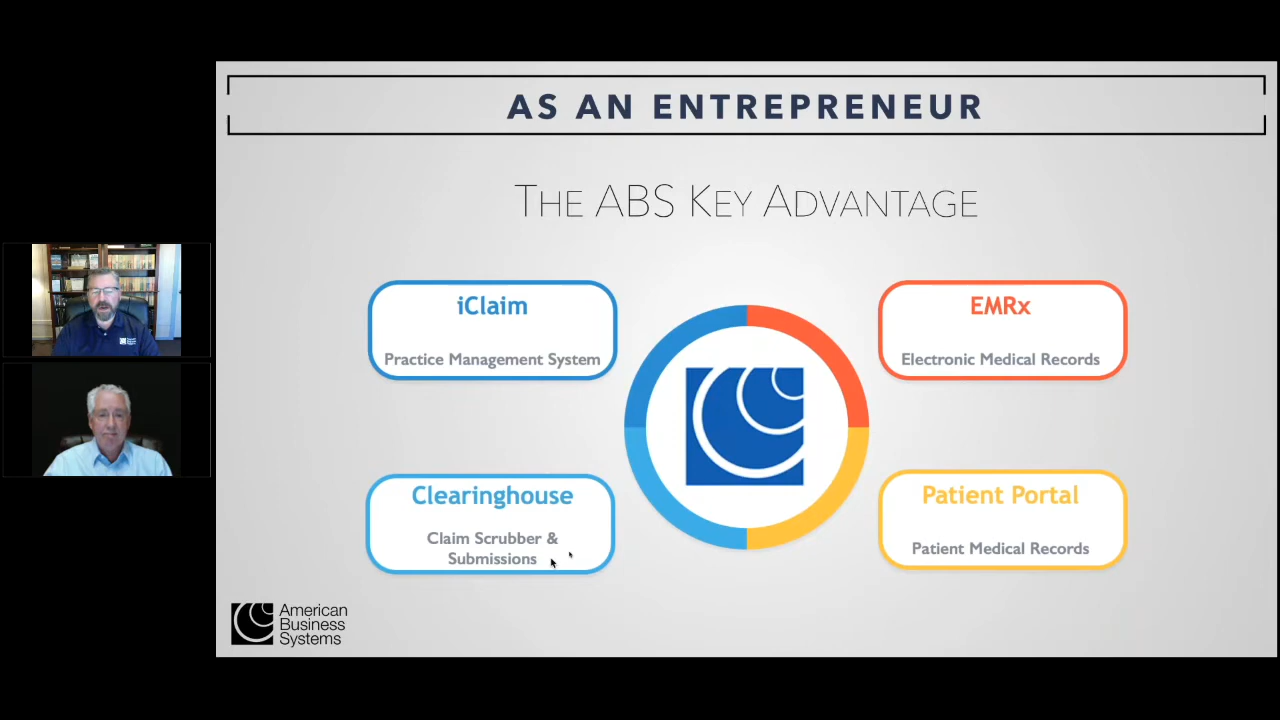 AS AN ENTREPRENEUR
THE ABS KEY ADVANTAGE
iClaim
Practice Management System
EMRx
Electronic Medical Records
Clearinghouse
Claim Scrubber &
Submissions
Patient Portal
Patient Medical Records
American
Business
Systems